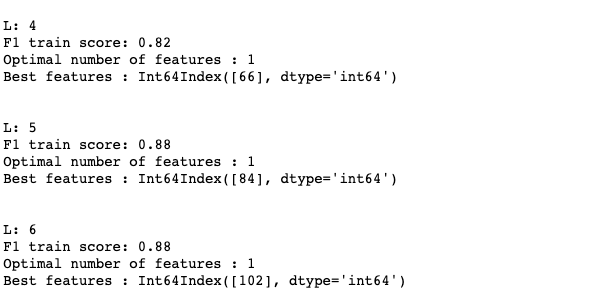 L: 4
F1 train score: 0.82
Optimal number of features : 1
Best features : Int64Index([66], dtype='int64')
L: 5
F1 train score: 0.88
Optimal number of features : 1
Best features : Int64Index([84], dtype='int64')
L: 6
F1 train score: 0.88
Optimal number of features : 1
Best features : Int64Index([102], dtype='int64')